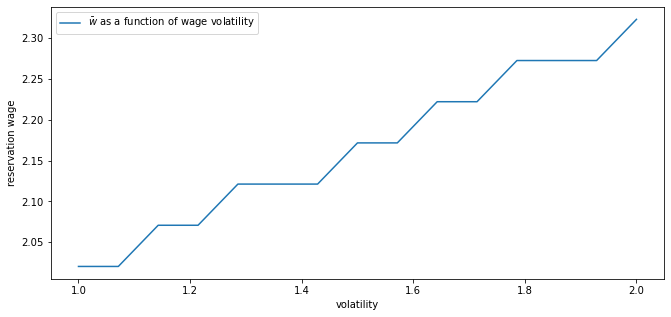 w̄ as a function of wage volatility
2.30
2.25
2.20
2.15
2.10
2.05
reservation wage
1.0 1.2 1.4 1.6 1.8 2.0
volatility